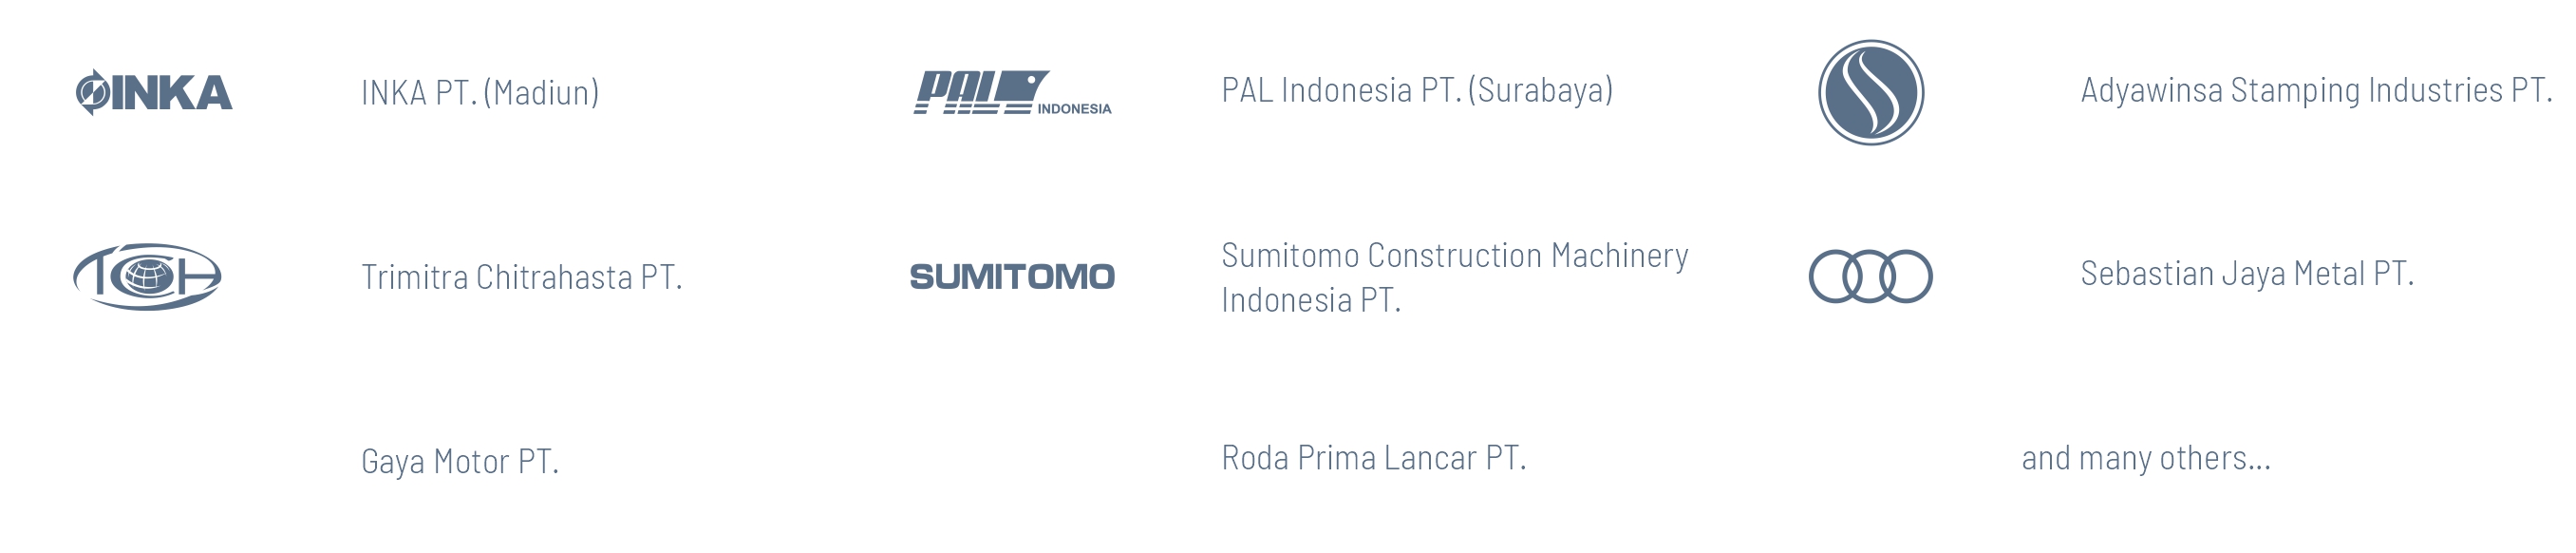 INKA
INKA PT. (Madiun)
PAL
INDONESIA
PAL Indonesia PT. (Surabaya)
Adyawinsa Stamping Industries PT.
TCH
Trimitra Chitrahasta PT.
SUMITOMO
Sumitomo Construction Machinery
Indonesia PT.
Sebastian Jaya Metal PT.
Gaya Motor PT.
Roda Prima Lancar PT.
and many others...